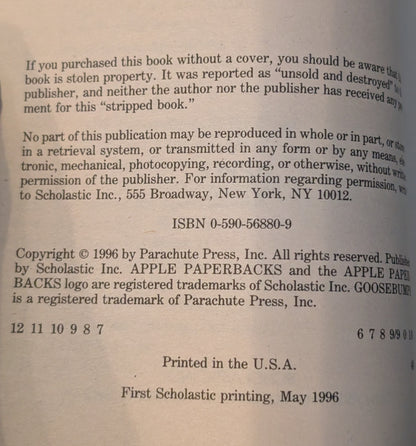 If you purchased this book without a cover, you should be aware that
book is stolen property. It was reported as "unsold and destroyed"
publisher, and neither the author nor the publisher has received any
ment for this "stripped book."
No part of this publication may be reproduced in whole or in part, or
in a retrieval system, or transmitted in any form or by any means,
tronic, mechanical, photocopying, recording, or otherwise, without
permission of the publisher. For information regarding permission,
to Scholastic Inc., 555 Broadway, New York, NY 10012.
ISBN 0-590-56880-9
Copyright © 1996 by Parachute Press, Inc. All rights reserved.
by Scholastic Inc. APPLE PAPERBACKS and the APPLE
BACKS logo are registered trademarks of Scholastic Inc.
is a registered trademark of Parachute Press, Inc.
12 11 10 9 8 7 6 7 8 9/9 0
Printed in the U.S.A.
First Scholastic printing, May 1996